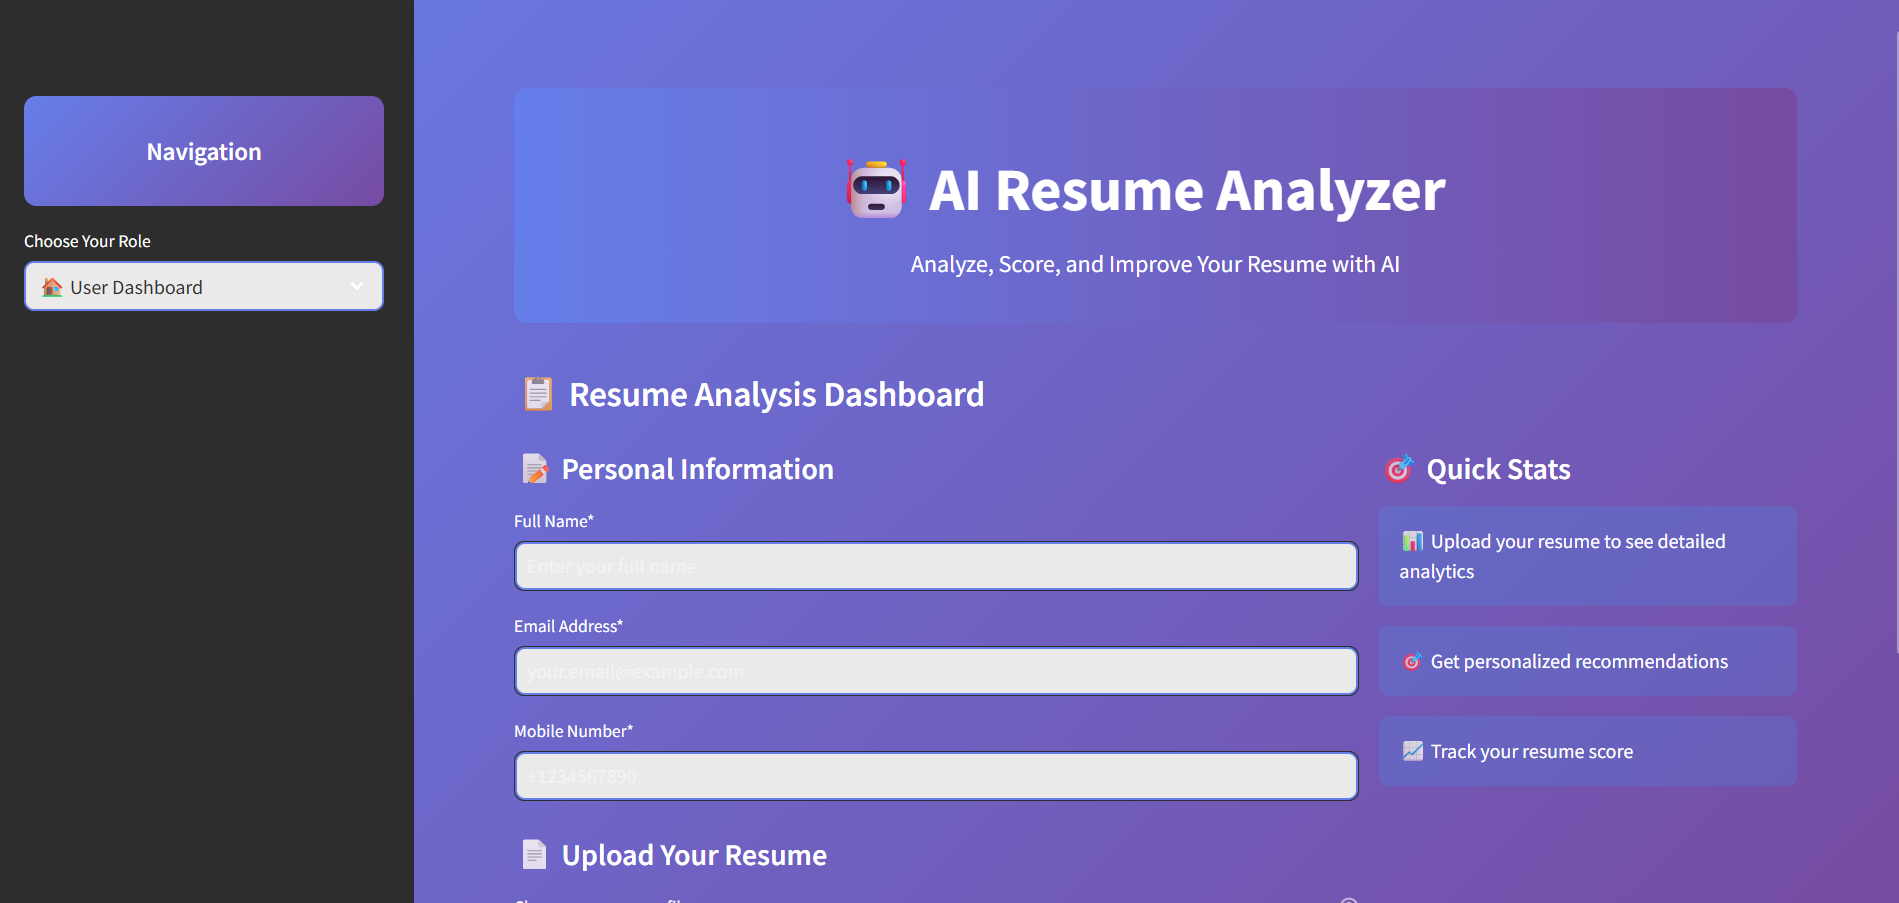 Navigation
Choose Your Role
User Dashboard
AI Resume Analyzer
Analyze, Score, and Improve Your Resume with AI
Resume Analysis Dashboard
Personal Information
Full Name*
Enter your full name
Email Address*
your.email@example.com
Mobile Number*
+1234567890
Upload Your Resume
Quick Stats
Upload your resume to see detailed
analytics
Get personalized recommendations
Track your resume score